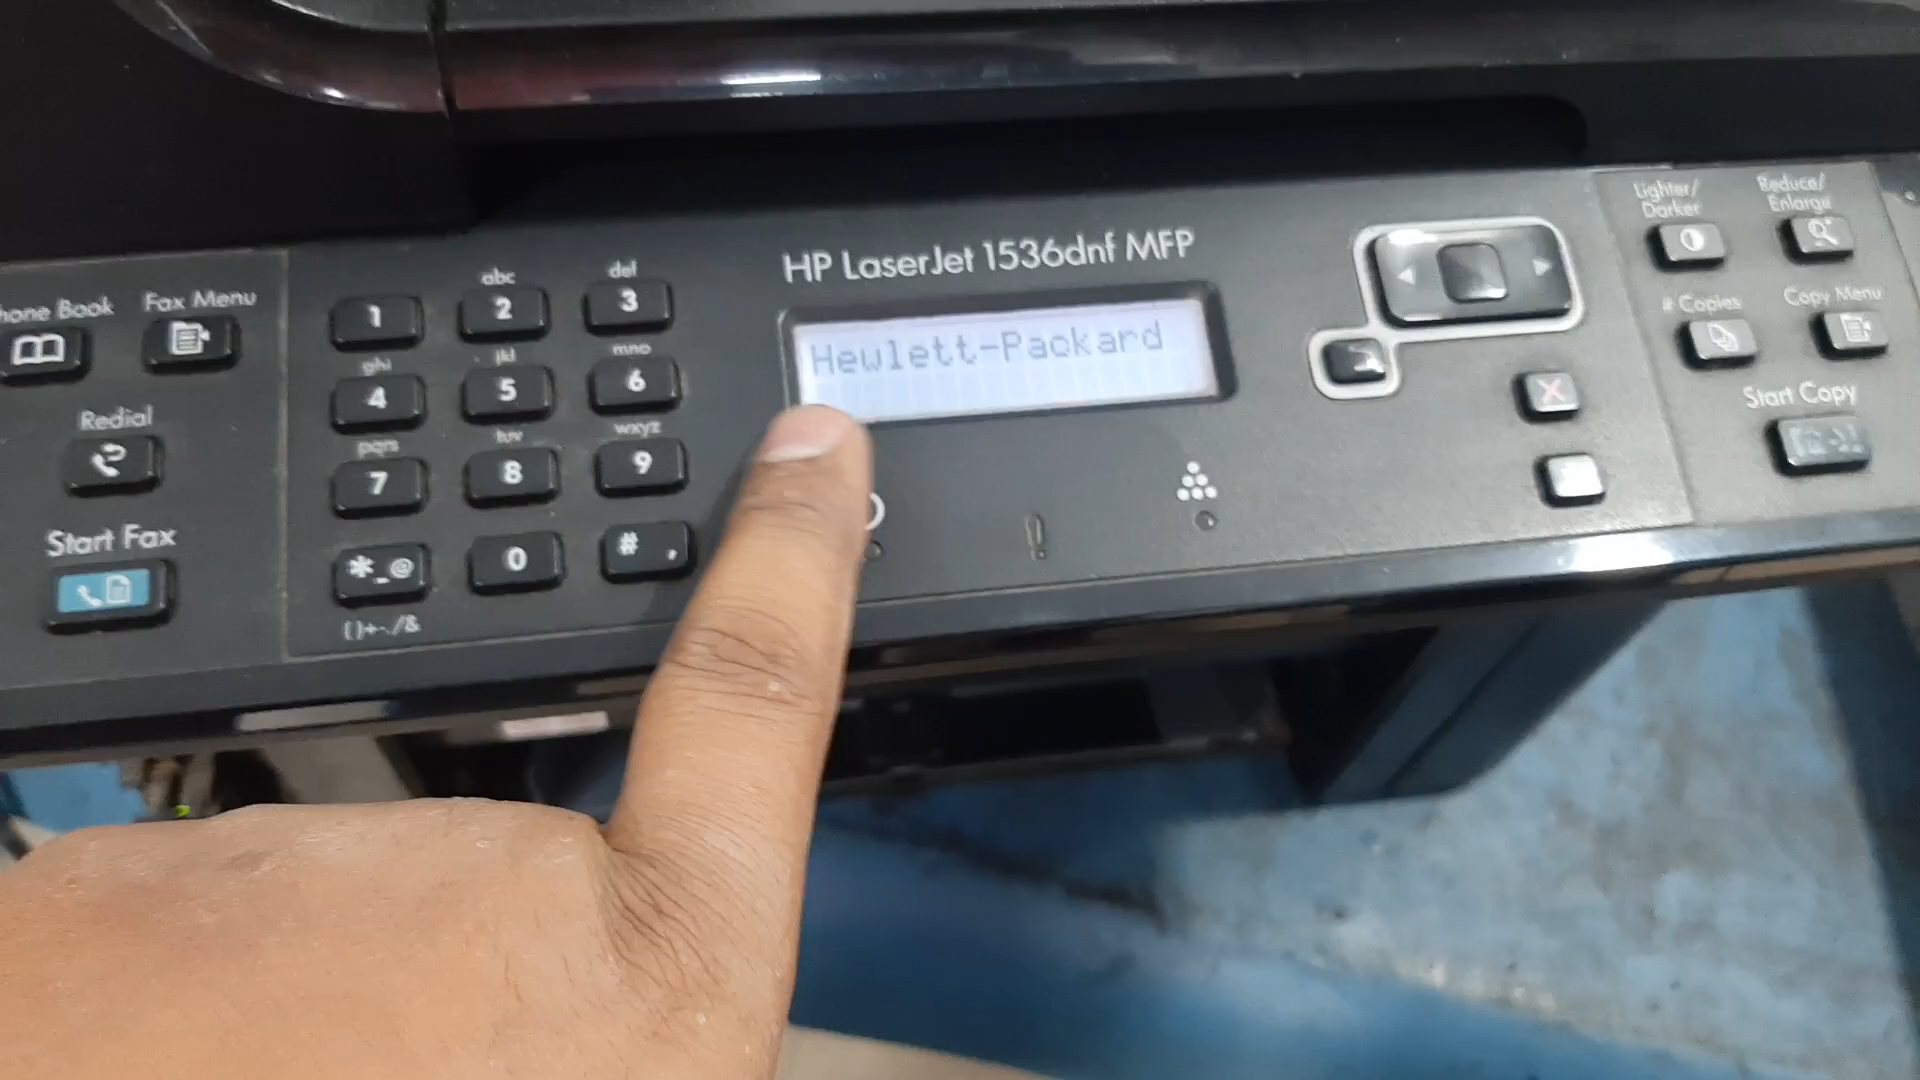 HP LaserJet 1536dnf MFP
Hewlett-Packard
Phone Book
Fax Menu
Redial
Start Fax
1
abc
2
del
3
ghi
4
jkl
5
mno
6
pqrs
7
tuv
8
wxyz
9
*_@
0
# ,
()+-./&
Lighter/
Darker
Reduce/
Enlarge
# Copies
Copy Menu
Start Copy